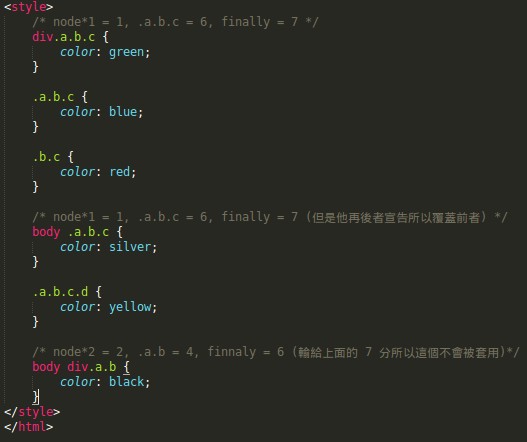 <style>
/* node*1 = 1, .a.b.c = 6, finally = 7 */
div.a.b.c {
color: green;
}
.a.b.c {
color: blue;
}
.b.c {
color: red;
}
/* node*1 = 1, .a.b.c = 6, finally = 7 (但是他再後者宣告所以覆蓋前者) */
body .a.b.c {
color: silver;
}
.a.b.c.d {
color: yellow;
}
/* node*2 = 2, .a.b = 4, finnaly = 6 (輸給上面的 7 分所以這個不會被套用)*/
body div.a.b {
color: black;
}
</style>
</html>